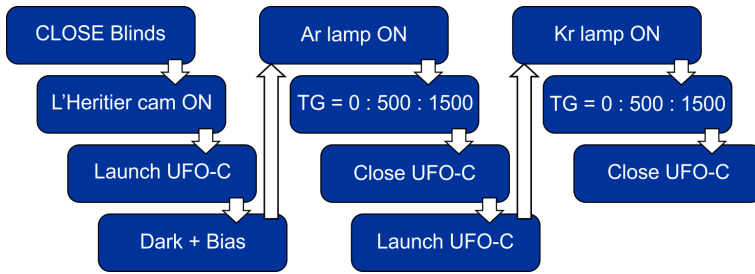 CLOSE Blinds
L'Heritier cam ON
Launch UFO-C
Dark + Bias
Ar lamp ON
TG = 0 : 500 : 1500
Close UFO-C
Launch UFO-C
Kr lamp ON
TG = 0 : 500 : 1500
Close UFO-C